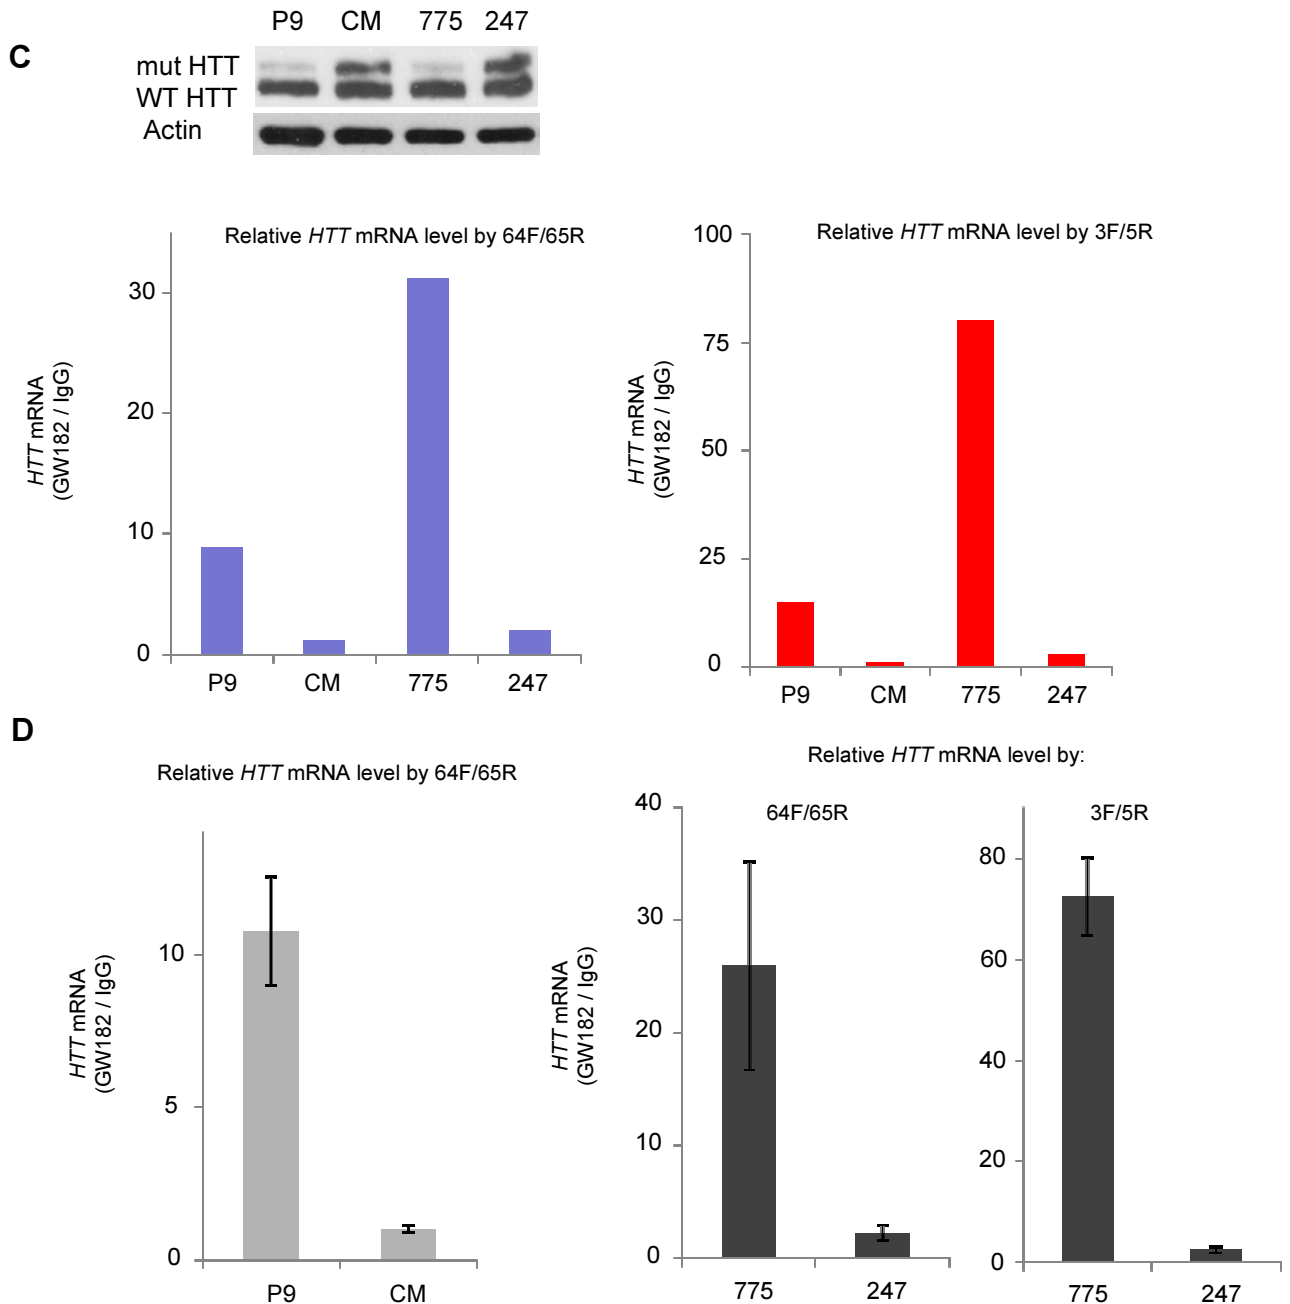 C
P9 CM 775 247
mut HTT
WT HTT
Actin
Relative HTT mRNA level by 64F/65R
HTT mRNA
(GW182 / IgG)
30
20
10
0
P9 CM 775 247
Relative HTT mRNA level by 3F/5R
HTT mRNA
(GW182 / IgG)
100
75
50
25
0
P9 CM 775 247
D
Relative HTT mRNA level by 64F/65R
HTT mRNA
(GW182 / IgG)
10
5
0
P9 CM
Relative HTT mRNA level by:
64F/65R
HTT mRNA
(GW182 / IgG)
40
30
20
10
0
775 247
3F/5R
80
60
40
20
0
775 247